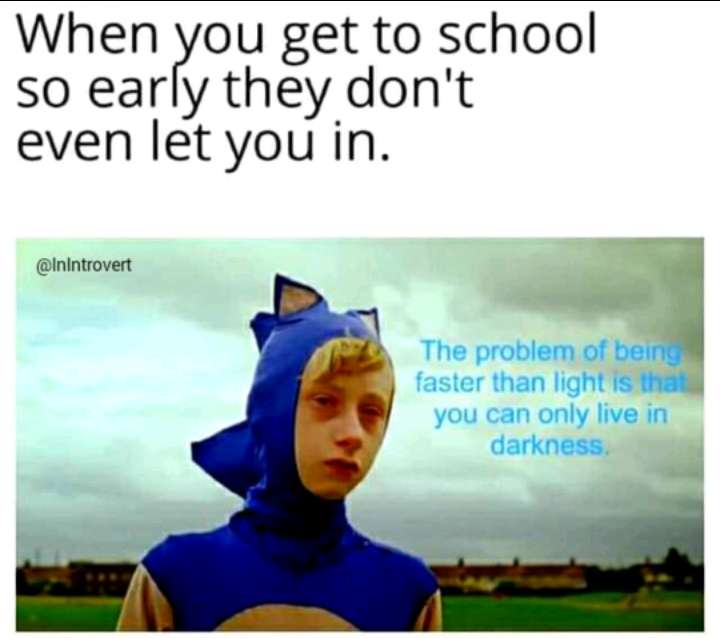 When you get to school
so early they don't
even let you in.
@InIntrovert
The problem of being
faster than light is that
you can only live in
darkness.